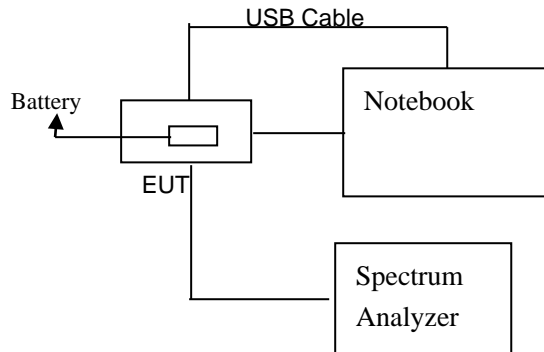 USB Cable
Battery
Notebook
EUT
Spectrum
Analyzer